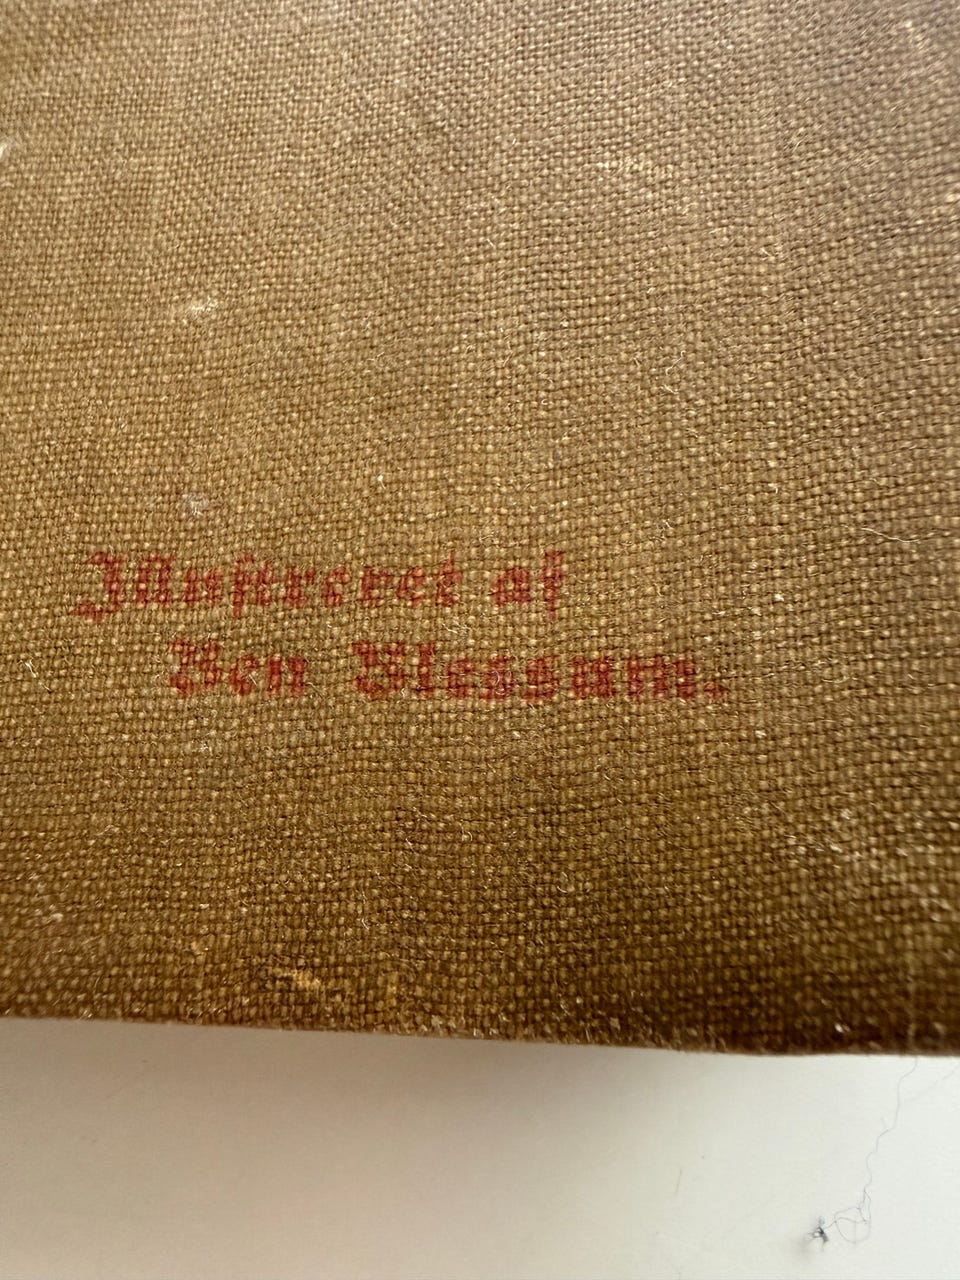 Illustreret af
Ben Blessum.